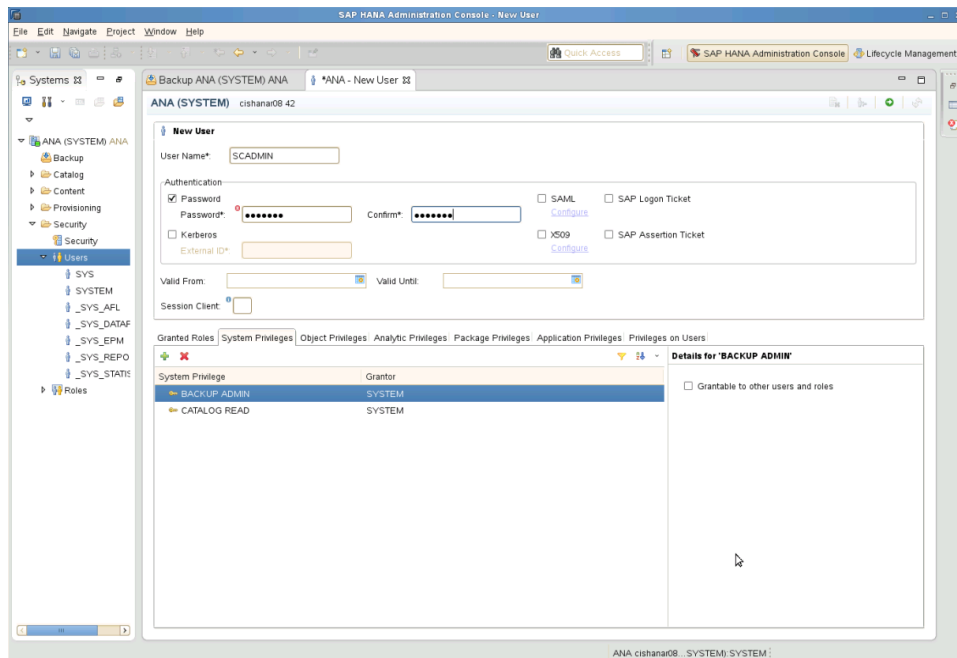 SAP HANA Administration Console - New User
File Edit Navigate Project Window Help
Quick Access
SAP HANA Administration Console
Lifecycle Management
Systems
Backup ANA (SYSTEM) ANA
*ANA - New User
ANA (SYSTEM) cishanar08 42
ANA (SYSTEM) ANA
Backup
Catalog
Content
Provisioning
Security
Security
Users
SYS
SYSTEM
_SYS_AFL
_SYS_DATAF
_SYS_EPM
_SYS_REPO
_SYS_STATIS
Roles
New User
User Name*: SCADMIN
Authentication
Password
Password*: ●●●●●●● Confirm*: ●●●●●●●
Kerberos
External ID*
SAML
Configure
SAP Logon Ticket
X509
Configure
SAP Assertion Ticket
Valid From: Valid Until:
Session Client:
Granted Roles System Privileges Object Privileges Analytic Privileges Package Privileges Application Privileges Privileges on Users
System Privilege Grantor
BACKUP ADMIN SYSTEM
CATALOG READ SYSTEM
Details for 'BACKUP ADMIN'
Grantable to other users and roles
ANA cishanar08...SYSTEM): SYSTEM